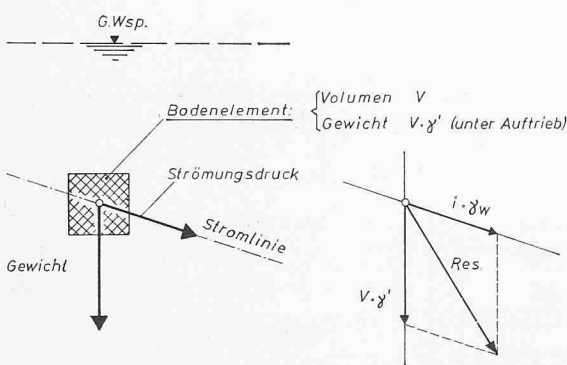 G.Wsp.
Bodenelement: Volumen V
Gewicht V·γ' (unter Auftrieb)
Strömungsdruck
Stromlinie
Gewicht
i·γw
Res.
V·γ'